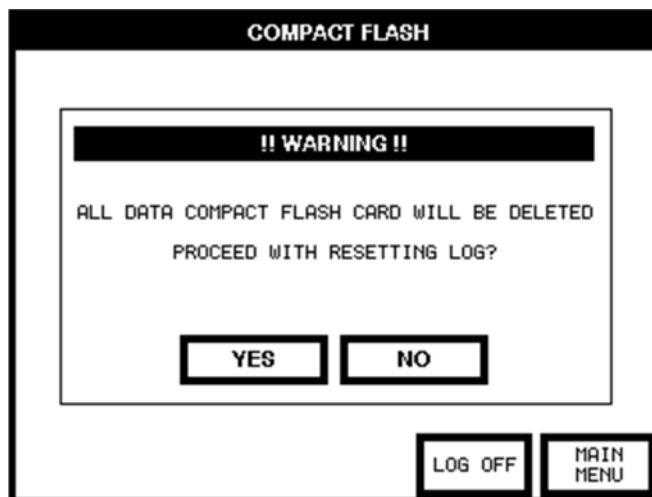 COMPACT FLASH
!! WARNING !!
ALL DATA COMPACT FLASH CARD WILL BE DELETED
PROCEED WITH RESETTING LOG?
YES
NO
LOG OFF
MAIN
MENU